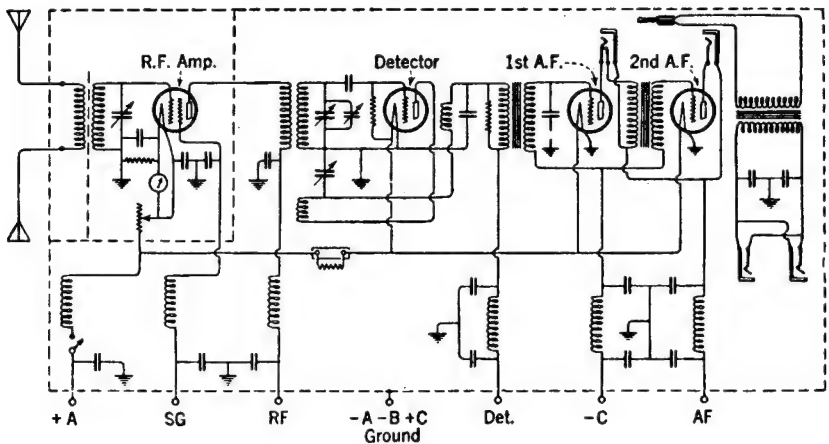 R.F. Amp.
Detector
1st A.F.
2nd A.F.
+A
SG
RF
-A -B +C
Ground
Det.
-C
AF